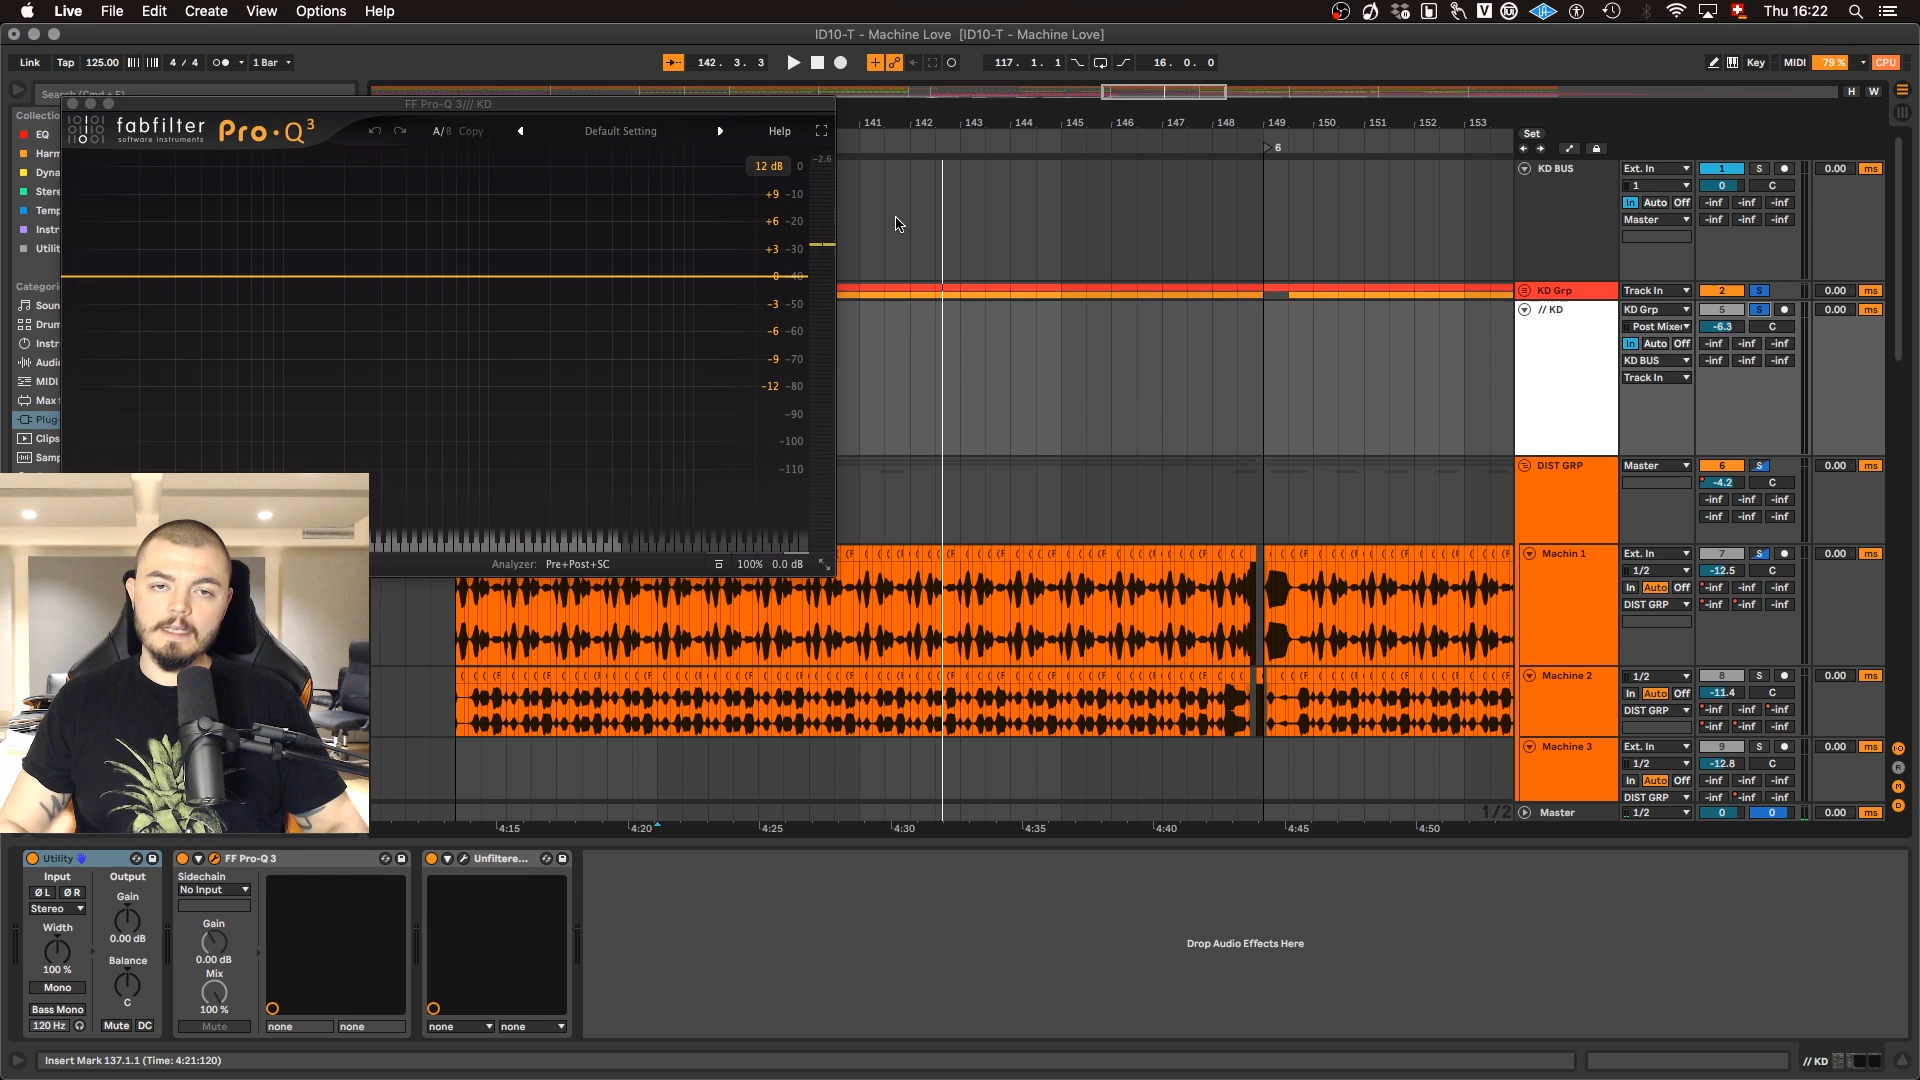 Live File Edit Create View Options Help
Thu 16:22
ID10-T - Machine Love [ID10-T - Machine Love]
Link Tap 125.00 4 / 4 1 Bar
142. 3. 3
117. 1. 1
16. 0. 0
Key MIDI 79 % CPU
Search (Cmd + F)
H W
FF Pro-Q 3/// KD
Collectio
EQ
Harm
Dyna
Stere
Temp
Instr
Utilit
Categori
Soun
Drum
Instr
Audio
MIDI
Max f
Plug-
Clips
Samp
fabfilter
software instruments
Pro·Q 3
A/B Copy
Default Setting
Help
12 dB 0 -2.6
+9 -10
+6 -20
+3 -30
0 -40
-3 -50
-6 -60
-9 -70
-12 -80
-90
-100
-110
Analyzer: Pre+Post+SC
100% 0.0 dB
141 142 143 144 145 146 147 148 149 150 151 152 153
6
Set
KD BUS Ext. In 1 S 0.00 ms
1 0 C
In Auto Off -inf -inf -inf
Master -inf -inf -inf
KD Grp Track In 2 S 0.00 ms
// KD KD Grp 5 S 0.00 ms
Post Mixer -6.3 C
In Auto Off -inf -inf -inf
KD BUS -inf -inf -inf
Track In
DIST GRP Master 6 S 0.00 ms
-4.2 C
-inf -inf -inf
-inf -inf -inf
Machin 1 Ext. In 7 S 0.00 ms
1/2 -12.5 C
In Auto Off -inf -inf -inf
DIST GRP -inf -inf -inf
Machine 2 1/2 8 S 0.00 ms
In Auto Off -11.4 C
DIST GRP -inf -inf -inf
-inf -inf -inf
Machine 3 Ext. In 9 S 0.00 ms
1/2 -12.8 C
In Auto Off -inf -inf -inf
DIST GRP -inf -inf -inf
1/2
Master 1/2 0 0 0.00 ms
4:15 4:20 4:25 4:30 4:35 4:40 4:45 4:50
Utility
Input Output
Ø L Ø R Gain
Stereo
Width 0.00 dB
Balance
100 %
Mono C
Bass Mono
120 Hz Mute DC
FF Pro-Q 3
Sidechain
No Input
Gain
0.00 dB
Mix
100 %
Mute none none
Unfiltere...
none none
Drop Audio Effects Here
Insert Mark 137.1.1 (Time: 4:21:120)
// KD